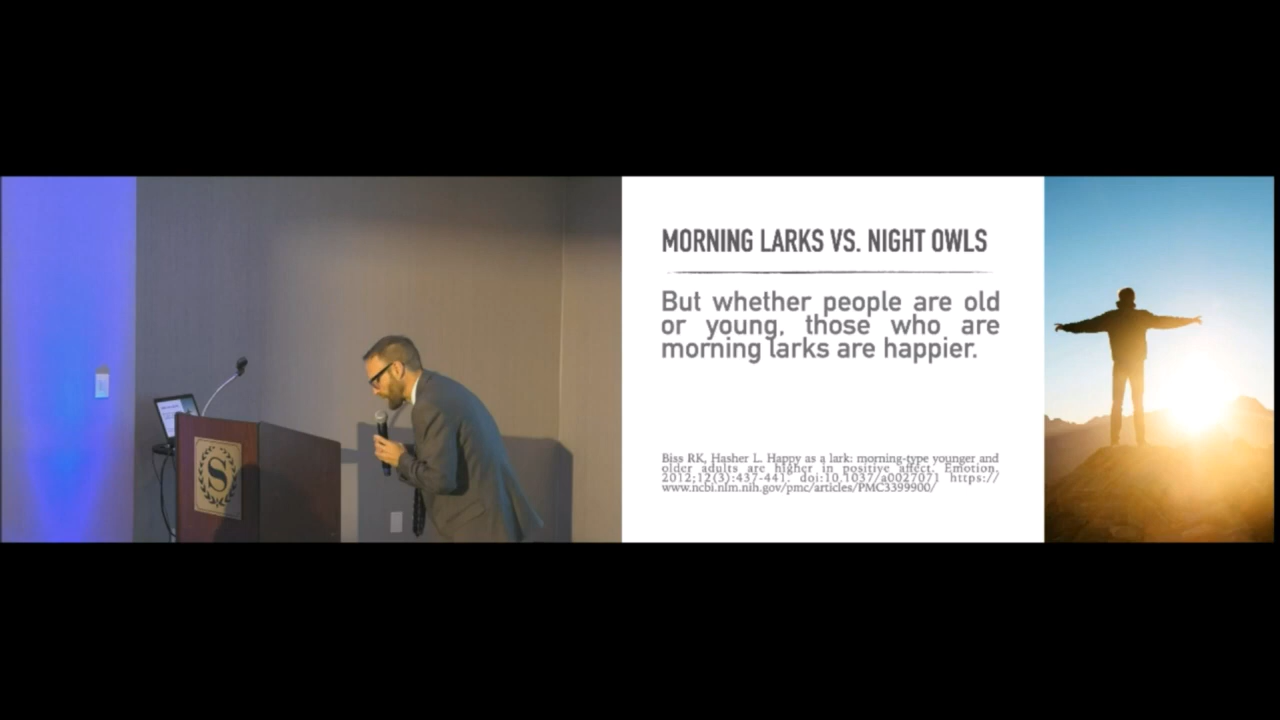 S
MORNING LARKS VS. NIGHT OWLS
But whether people are old
or young, those who are
morning larks are happier.
Biss RK, Hasher L. Happy as a lark: morning-type younger and
older adults are higher in positive affect. Emotion.
2012;12(3):437-441. doi:10.1037/a0027071 https://
www.ncbi.nlm.nih.gov/pmc/articles/PMC3399900/